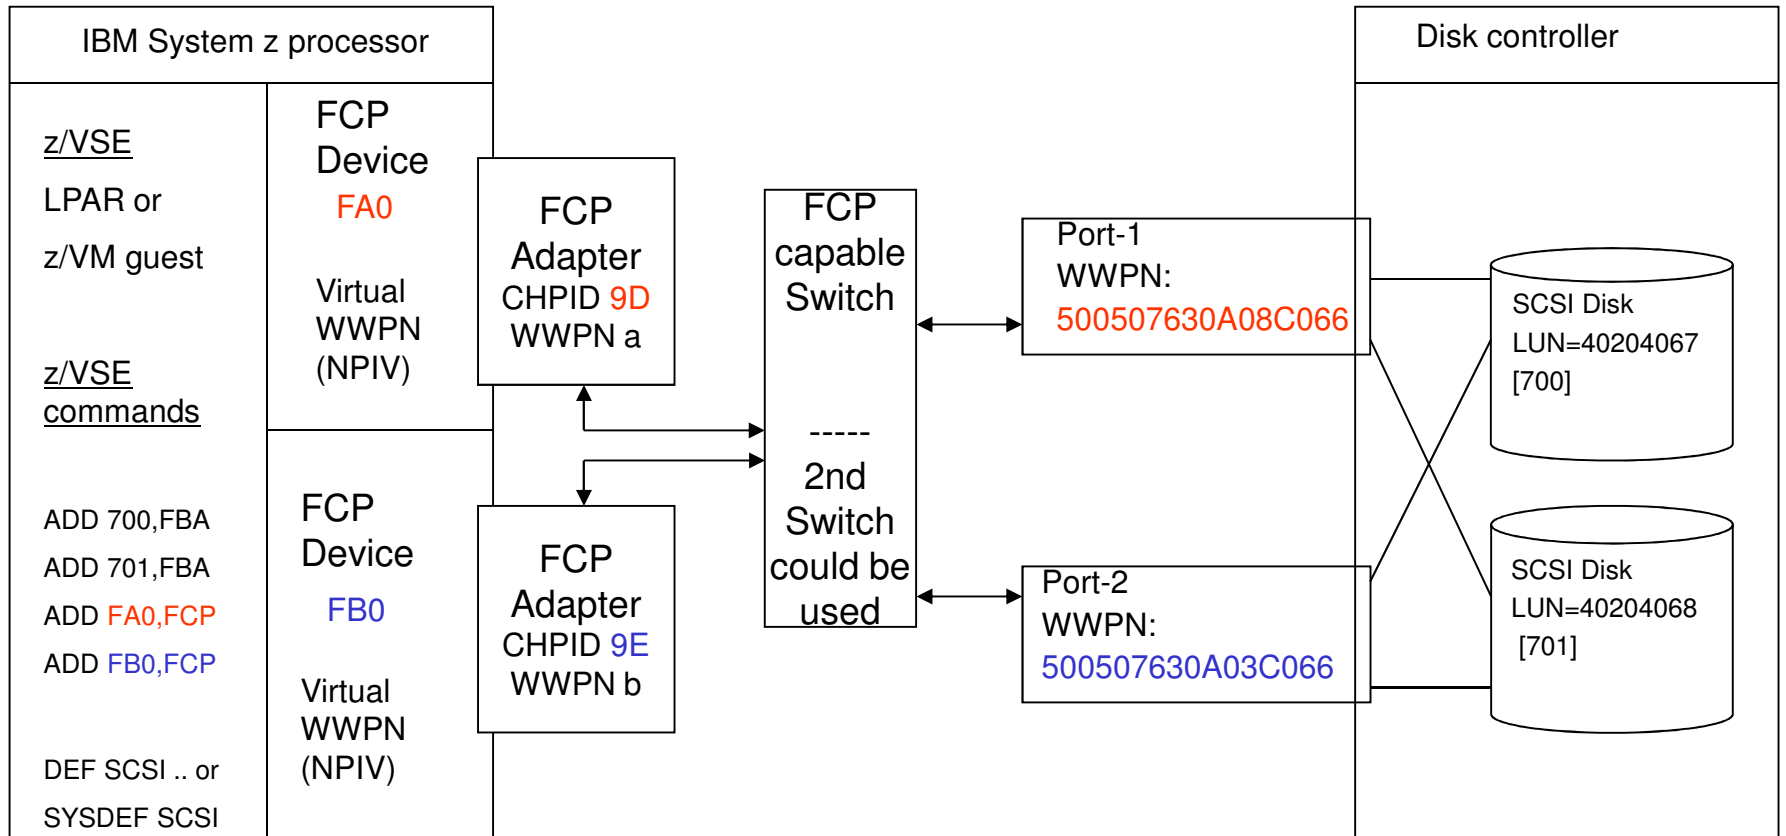 IBM System z processor
z/VSE
LPAR or
z/VM guest
z/VSE
commands
ADD 700,FBA
ADD 701,FBA
ADD FA0,FCP
ADD FB0,FCP
DEF SCSI .. or
SYSDEF SCSI
FCP
Device
FA0
Virtual
WWPN
(NPIV)
FCP
Device
FB0
Virtual
WWPN
(NPIV)
FCP
Adapter
CHPID 9D
WWPN a
FCP
Adapter
CHPID 9E
WWPN b
FCP
capable
Switch
-----
2nd
Switch
could be
used
Port-1
WWPN:
500507630A08C066
Port-2
WWPN:
500507630A03C066
Disk controller
SCSI Disk
LUN=40204067
[700]
SCSI Disk
LUN=40204068
[701]